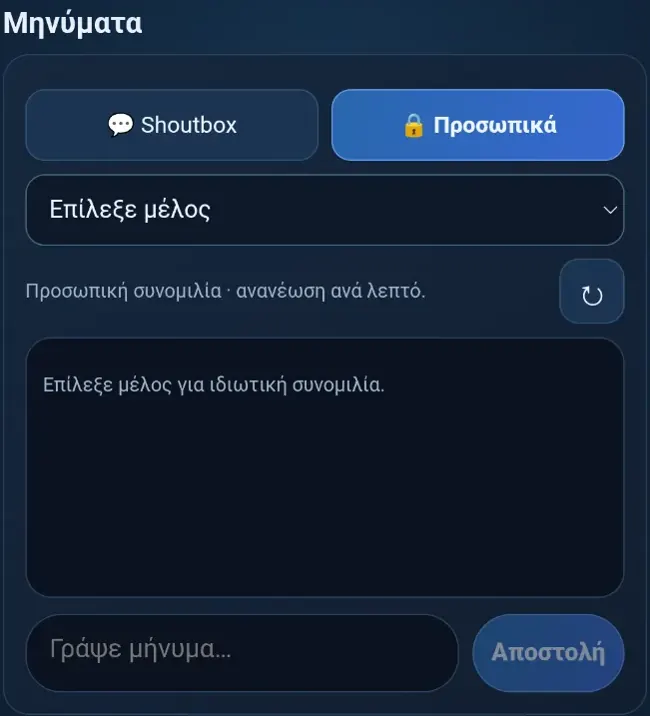 Μηνύματα
💬 Shoutbox
🔒 Προσωπικά
Επίλεξε μέλος
Προσωπική συνομιλία · ανανέωση ανά λεπτό.
Επίλεξε μέλος για ιδιωτική συνομιλία.
Γράψε μήνυμα...
Αποστολή